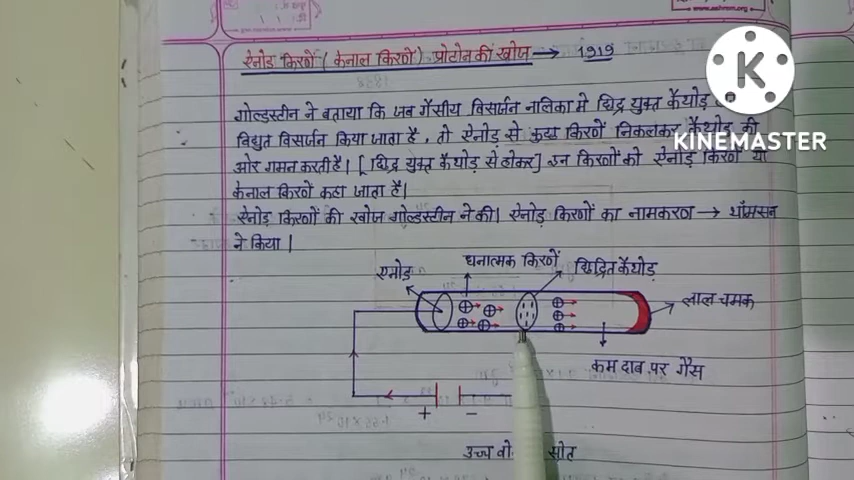 ऐनोड किरणें (केनाल किरणें) प्रोटोन की खोज → 1919
गोल्डस्टीन ने बताया कि जब गैसीय विसर्जन नलिका मे छिद्र युक्त कैथोड़
विद्युत विसर्जन किया जाता है, तो ऐनोड़ से कुछ किरणें निकलकर कैथोड़ की
ओर गमन करती है। [ छिद्र युक्त कैथोड़ से होकर] उन किरणों को ऐनोड़ किरणें या
केनाल किरणें कहा जाता है।
ऐनोड़ किरणों की खोज गोल्डस्टीन ने की। ऐनोड़ किरणों का नामकरण → थॉमसन
ने किया।
एनोड़
धनात्मक किरणें
छिद्रित कैथोड़
लाल चमक
कम दाब पर गैस
+ −
उच्च
K
KINEMASTER